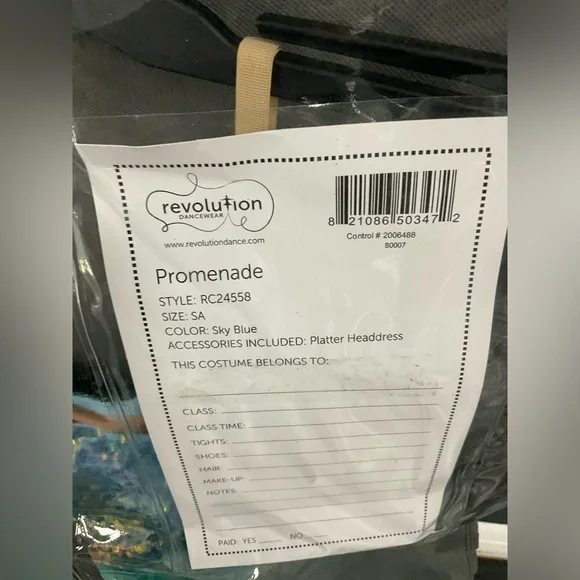 revolution
DANCEWEAR
www.revolutiondance.com
8 21086 50347 2
Control # 2006488
80007
Promenade
STYLE: RC24558
SIZE: SA
COLOR: Sky Blue
ACCESSORIES INCLUDED: Platter Headdress
THIS COSTUME BELONGS TO:
CLASS:
CLASS TIME:
TIGHTS:
SHOES:
HAIR:
MAKE-UP:
NOTES:
PAID: YES NO